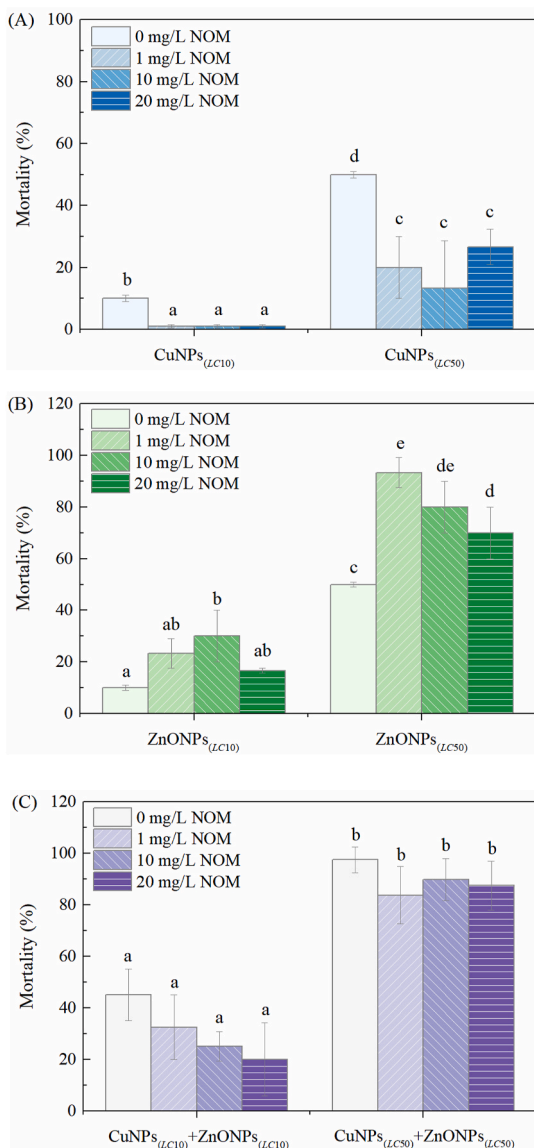 (A)
100
80
60
40
20
0
Mortality (%)
0 mg/L NOM
1 mg/L NOM
10 mg/L NOM
20 mg/L NOM
b
a
a
a
d
c
c
c
CuNPs(LC10)
CuNPs(LC50)
(B)
120
100
80
60
40
20
0
Mortality (%)
0 mg/L NOM
1 mg/L NOM
10 mg/L NOM
20 mg/L NOM
a
ab
b
ab
c
e
de
d
ZnONPs(LC10)
ZnONPs(LC50)
(C)
120
100
80
60
40
20
0
Mortality (%)
0 mg/L NOM
1 mg/L NOM
10 mg/L NOM
20 mg/L NOM
a
a
a
a
b
b
b
b
CuNPs(LC10)+ZnONPs(LC10)
CuNPs(LC50)+ZnONPs(LC50)